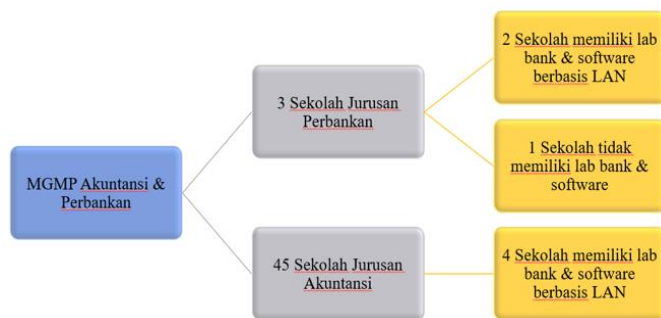 MGMP Akuntansi &
Perbankan
3 Sekolah Jurusan
Perbankan
2 Sekolah memiliki lab
bank & software
berbasis LAN
1 Sekolah tidak
memiliki lab bank &
software
45 Sekolah Jurusan
Akuntansi
4 Sekolah memiliki lab
bank & software
berbasis LAN